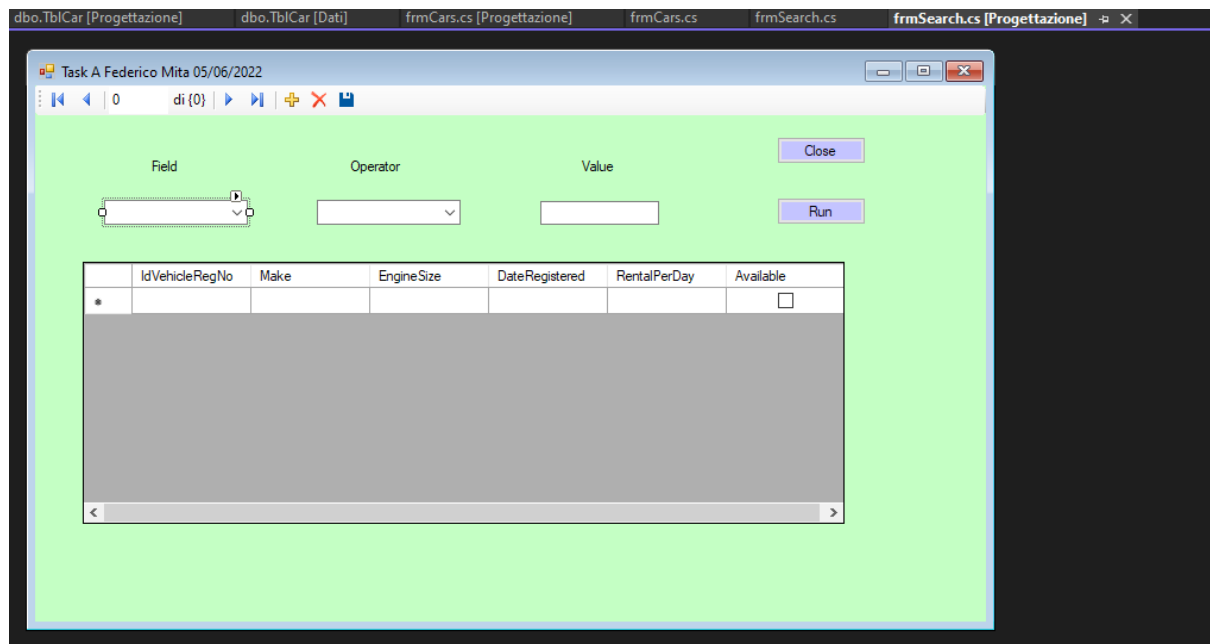 dbo.TblCar [Progettazione] dbo.TblCar [Dati] frmCars.cs [Progettazione] frmCars.cs frmSearch.cs frmSearch.cs [Progettazione]
Task A Federico Mita 05/06/2022
0 di {0}
Close
Field Operator Value
Run
IdVehicleRegNo Make EngineSize DateRegistered RentalPerDay Available